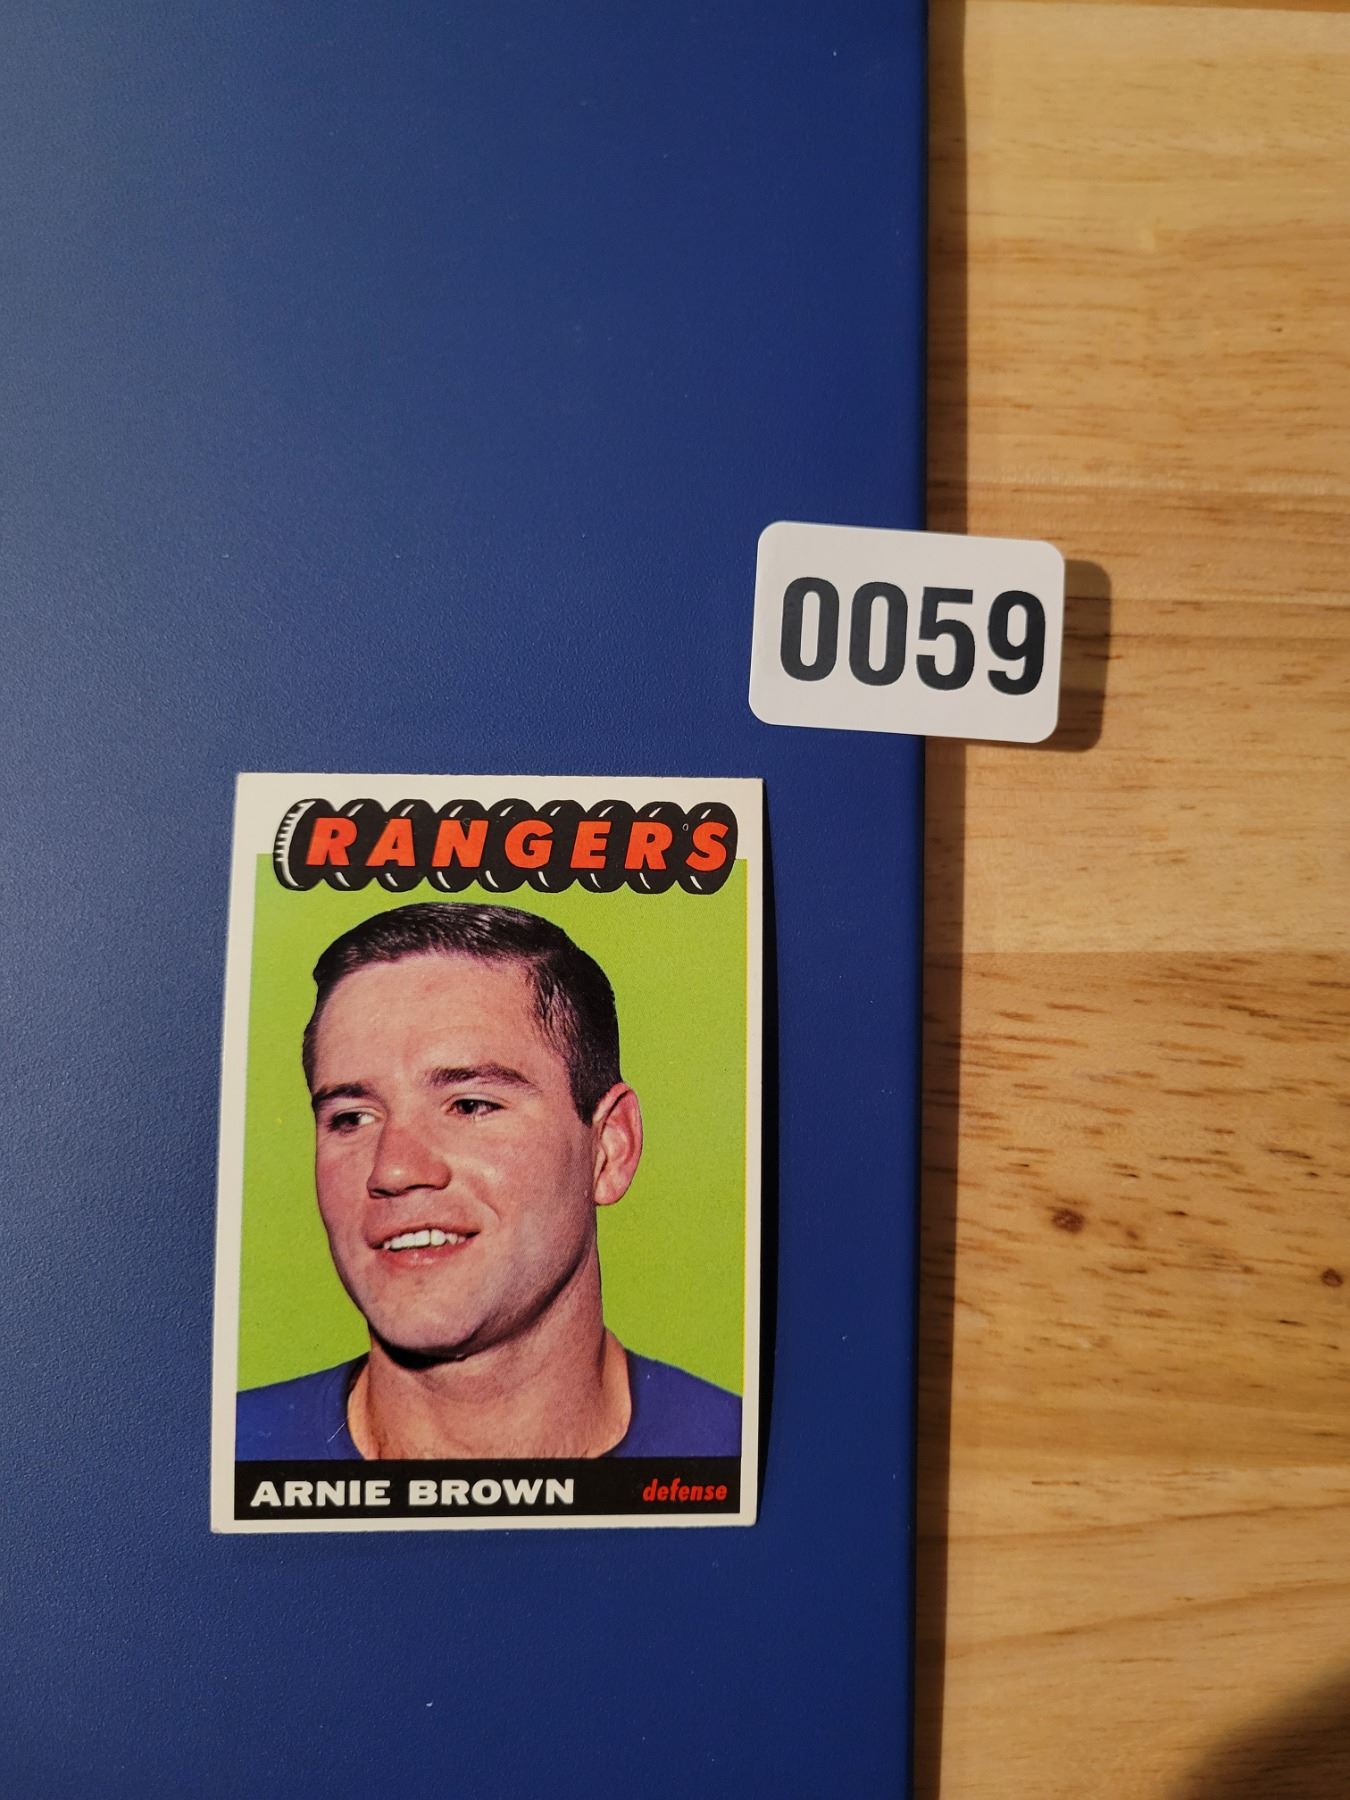 0059
RANGERS
ARNIE BROWN defense